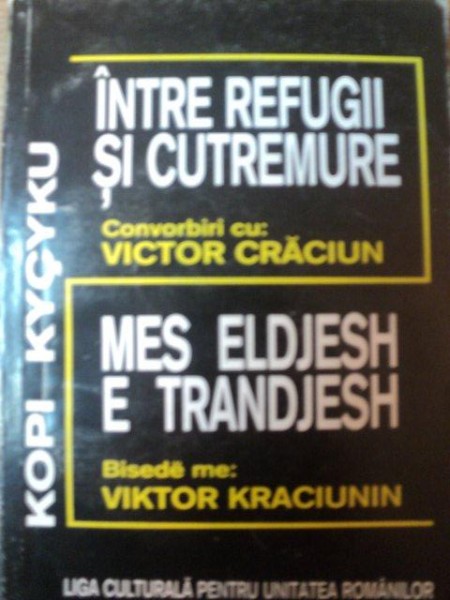 KOPI KYÇYKU
ÎNTRE REFUGII
ȘI CUTREMURE
Convorbiri cu:
VICTOR CRĂCIUN
MES ELDJESH
E TRANDJESH
Bisedë me:
VIKTOR KRACIUNIN
LIGA CULTURALĂ PENTRU UNITATEA ROMÂNILOR